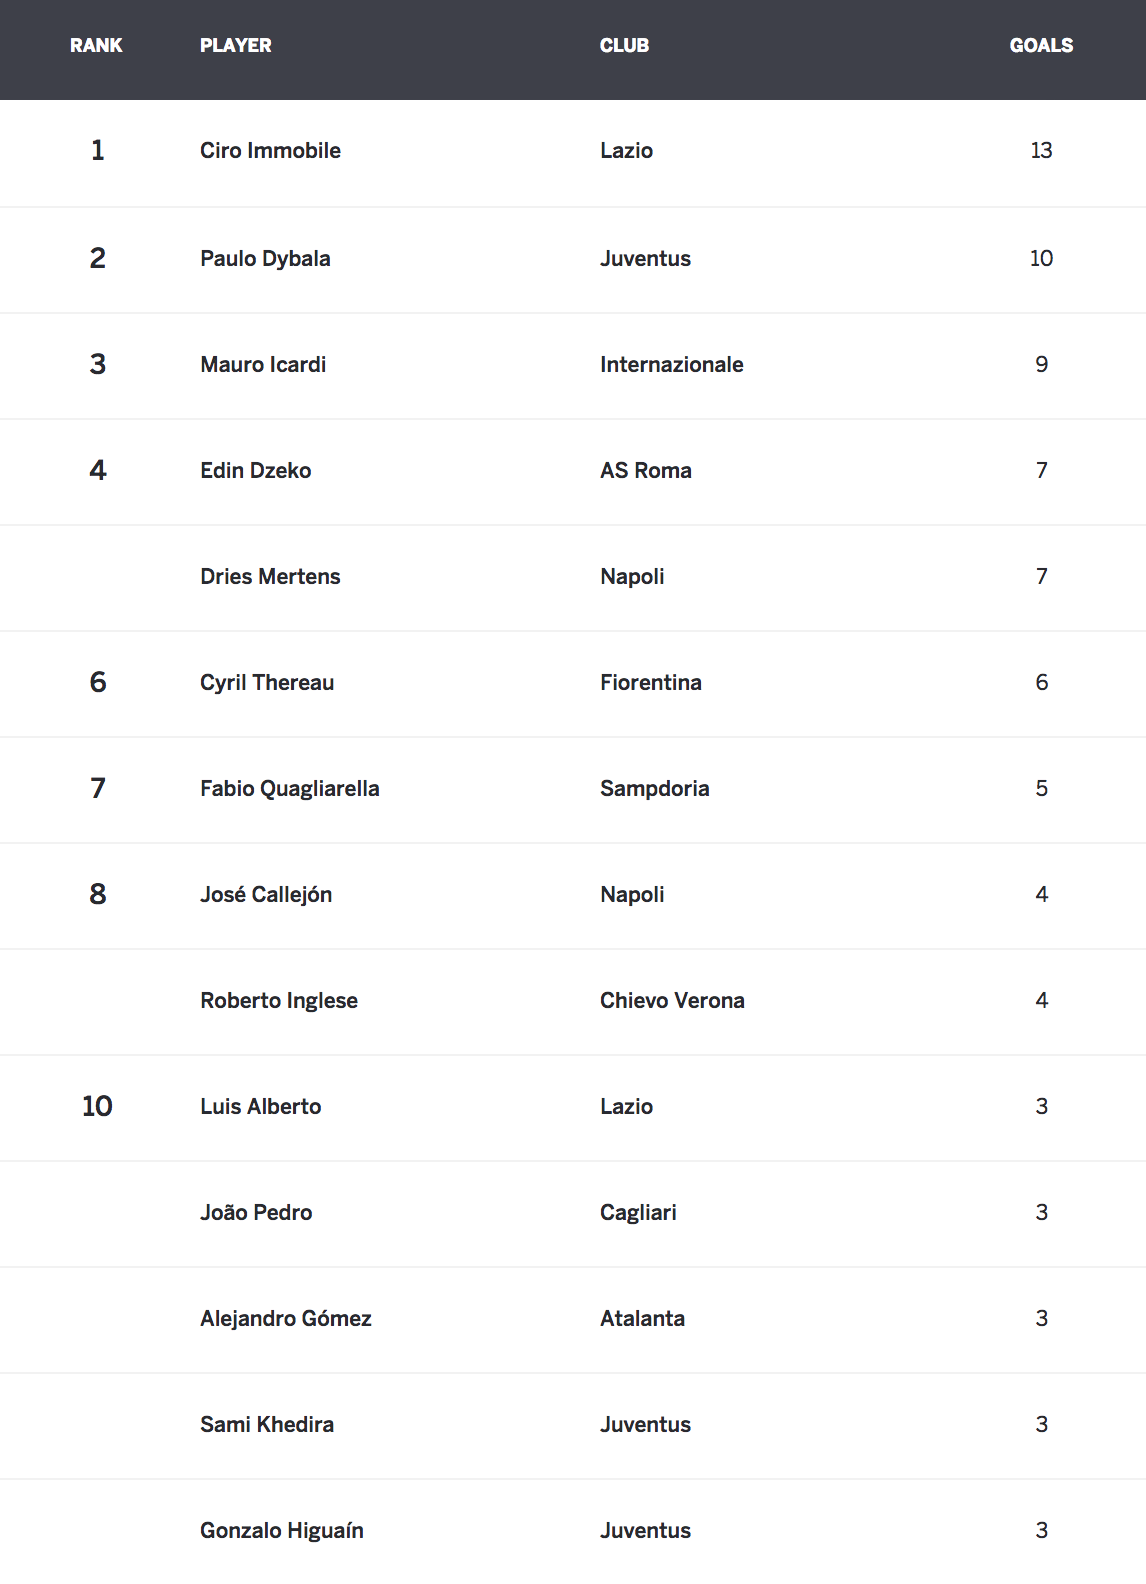 RANK PLAYER CLUB GOALS
1 Ciro Immobile Lazio 13
2 Paulo Dybala Juventus 10
3 Mauro Icardi Internazionale 9
4 Edin Dzeko AS Roma 7
Dries Mertens Napoli 7
6 Cyril Thereau Fiorentina 6
7 Fabio Quagliarella Sampdoria 5
8 José Callejón Napoli 4
Roberto Inglese Chievo Verona 4
10 Luis Alberto Lazio 3
João Pedro Cagliari 3
Alejandro Gómez Atalanta 3
Sami Khedira Juventus 3
Gonzalo Higuaín Juventus 3